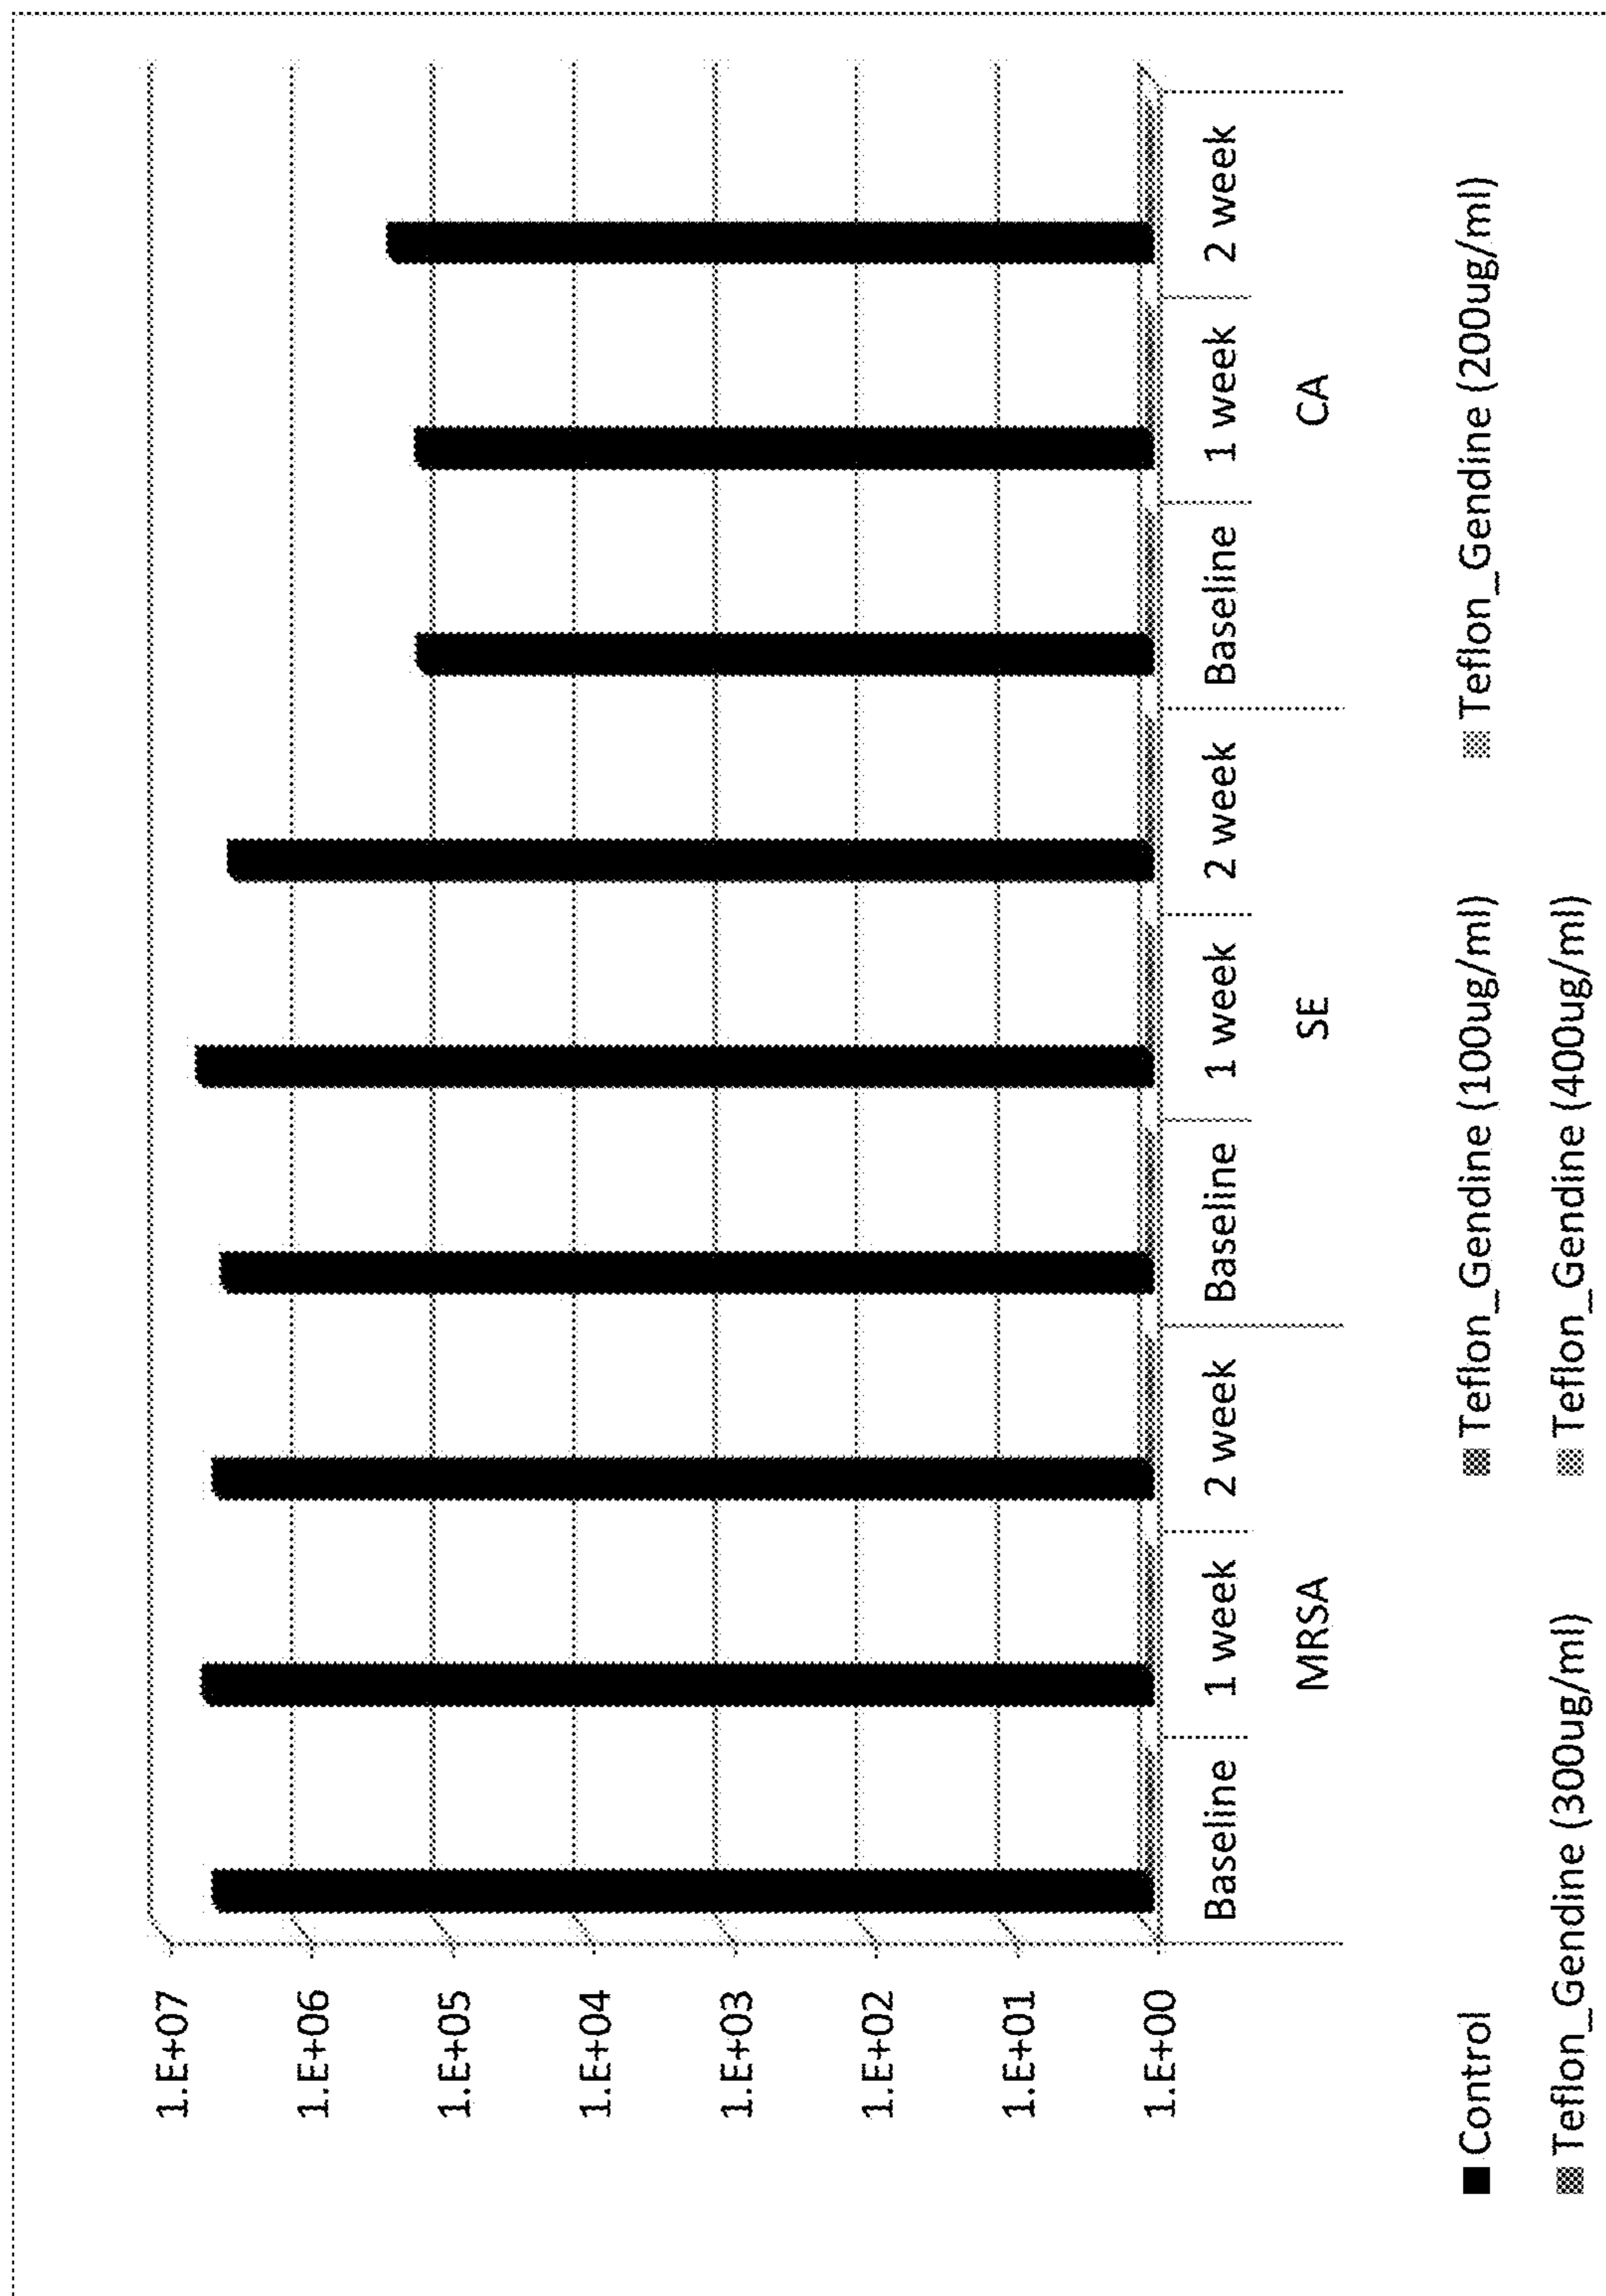 1.E+07
1.E+06
1.E+05
1.E+04
1.E+03
1.E+02
1.E+01
1.E+00
Baseline 1 week 2 week Baseline 1 week 2 week Baseline 1 week 2 week
MRSA SE CA
Control Teflon_Gendine (100ug/ml) Teflon_Gendine (200ug/ml)
Teflon_Gendine (300ug/ml) Teflon_Gendine (400ug/ml)